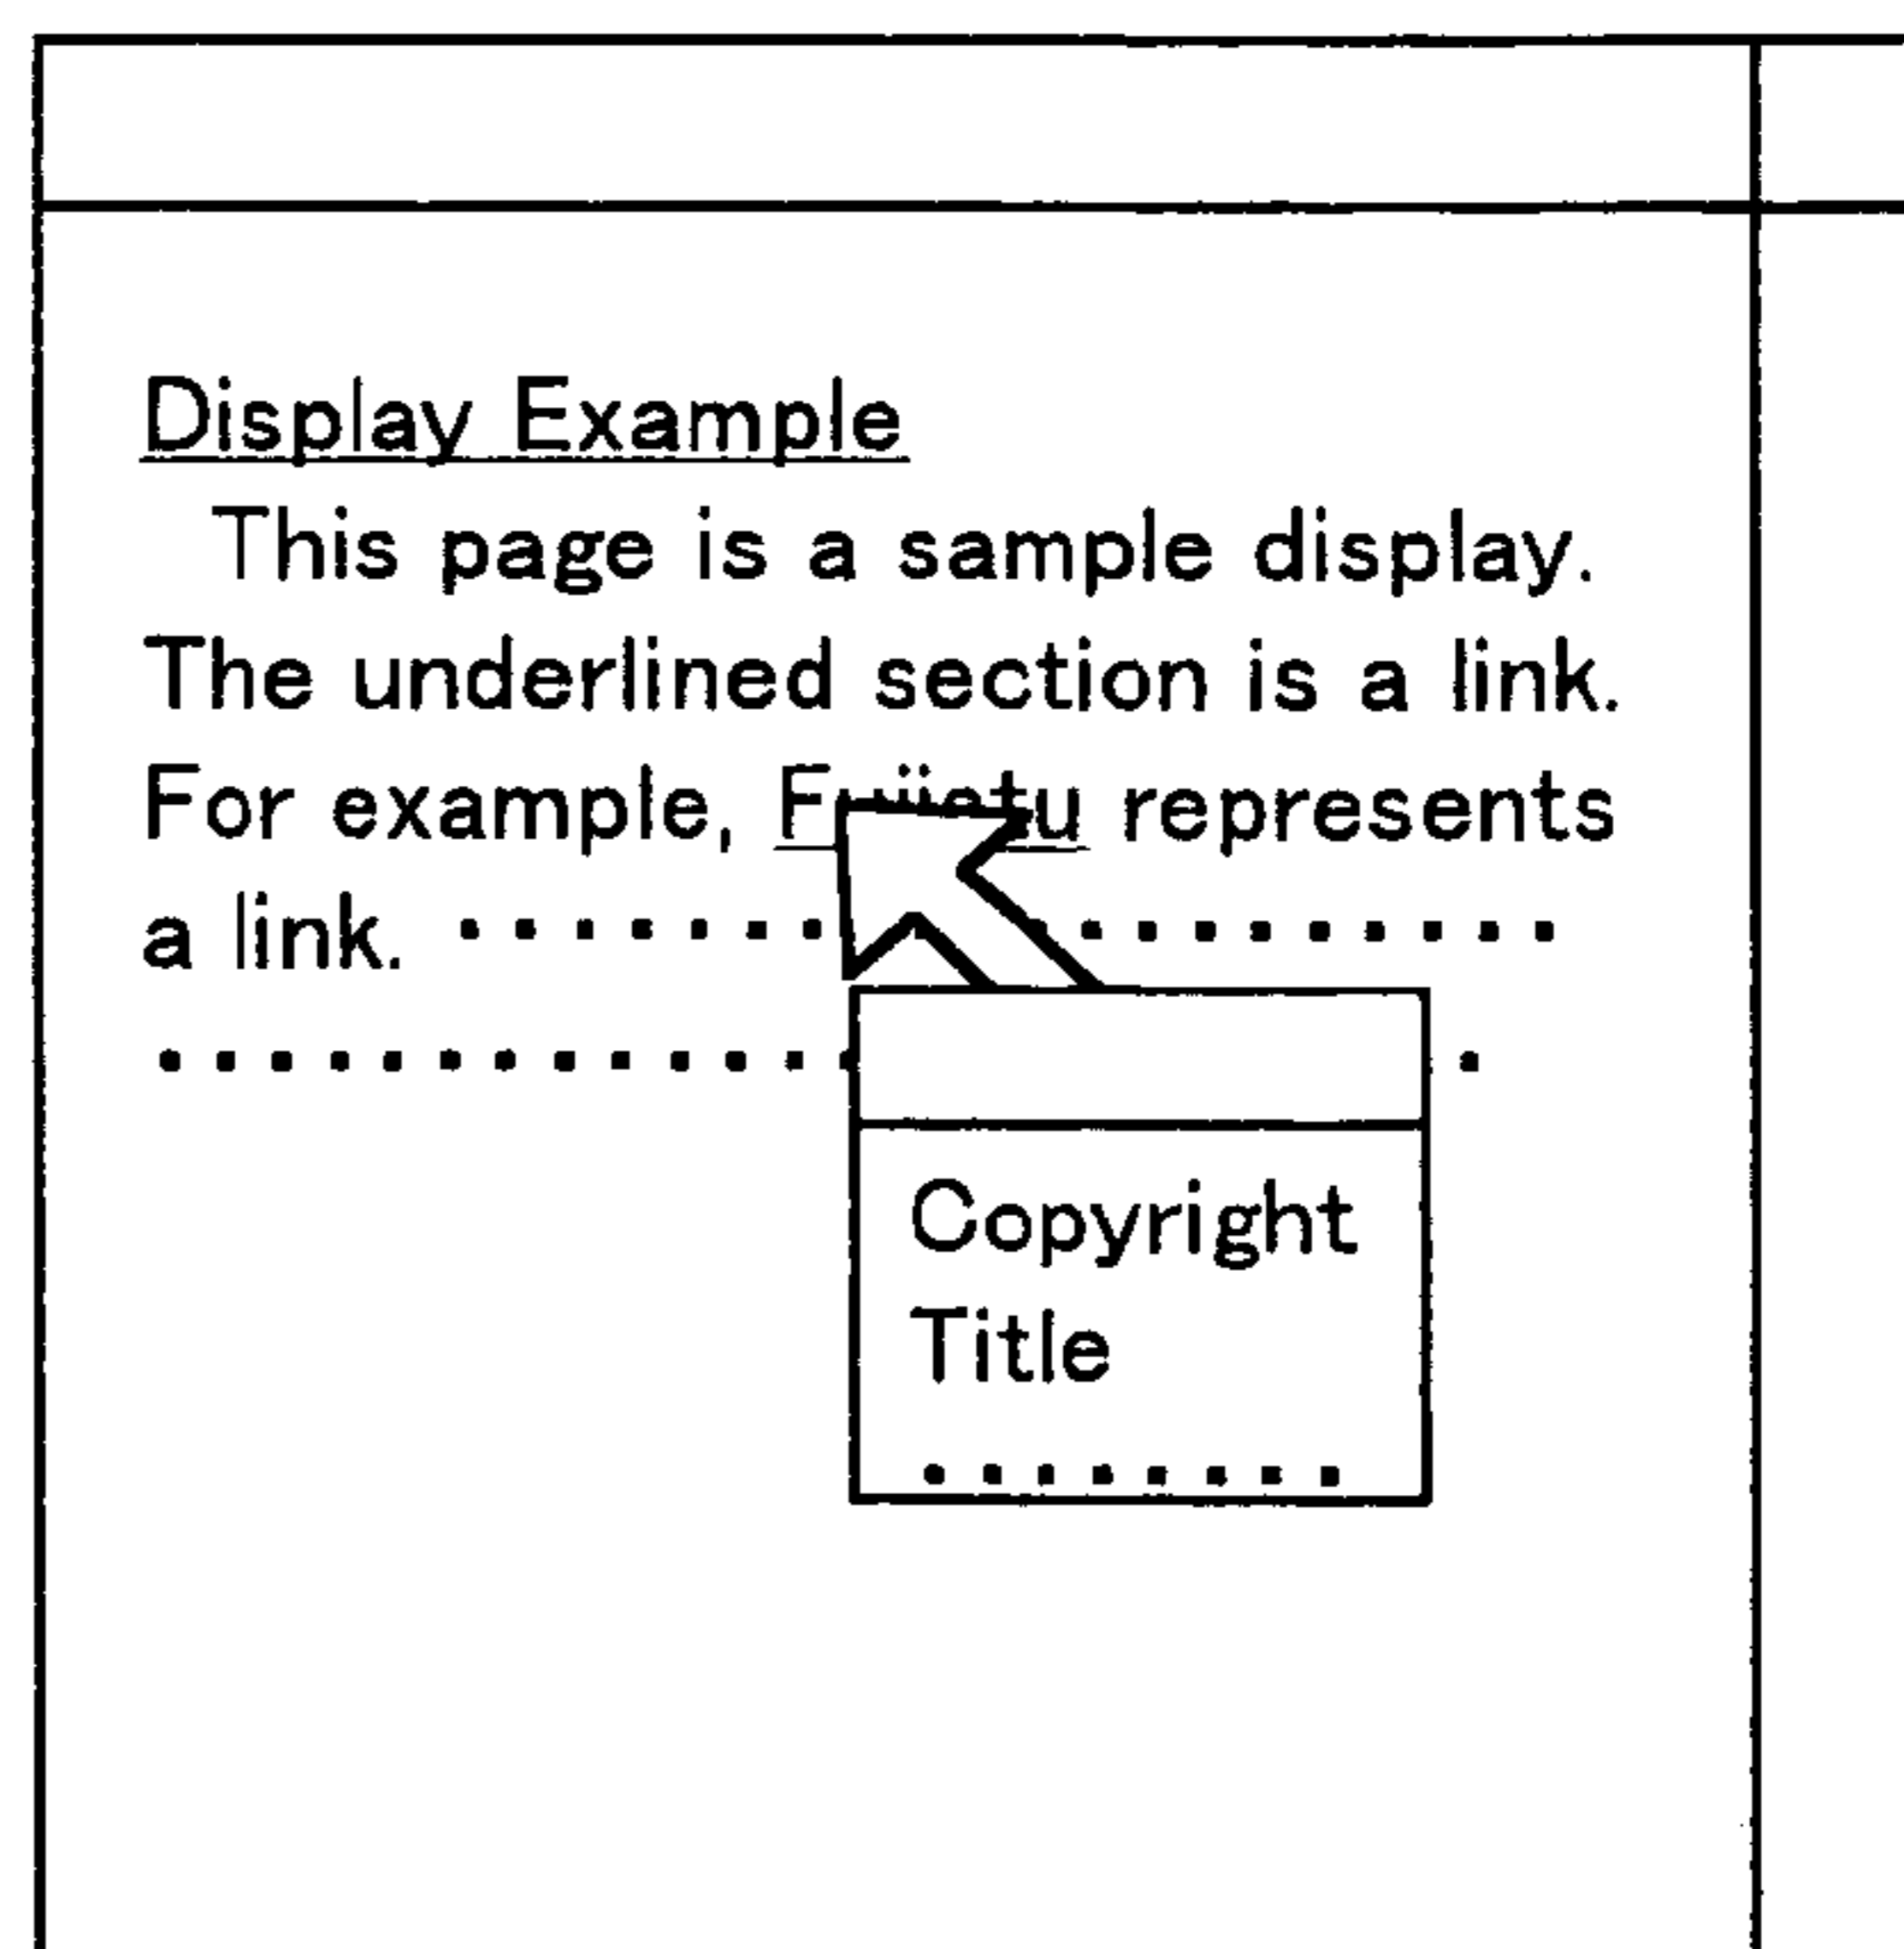 Display Example
This page is a sample display.
The underlined section is a link.
For example, represents
a link.
Copyright
Title